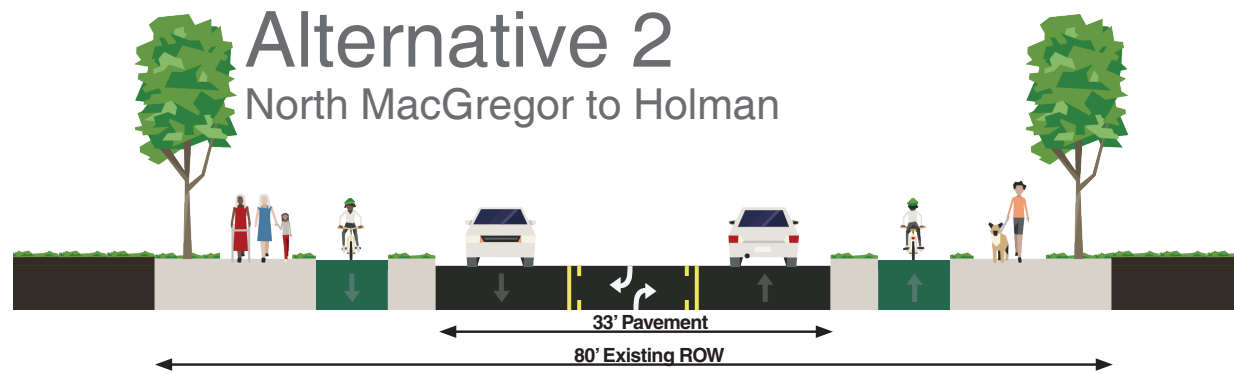 Alternative 2
North MacGregor to Holman
33' Pavement
80' Existing ROW